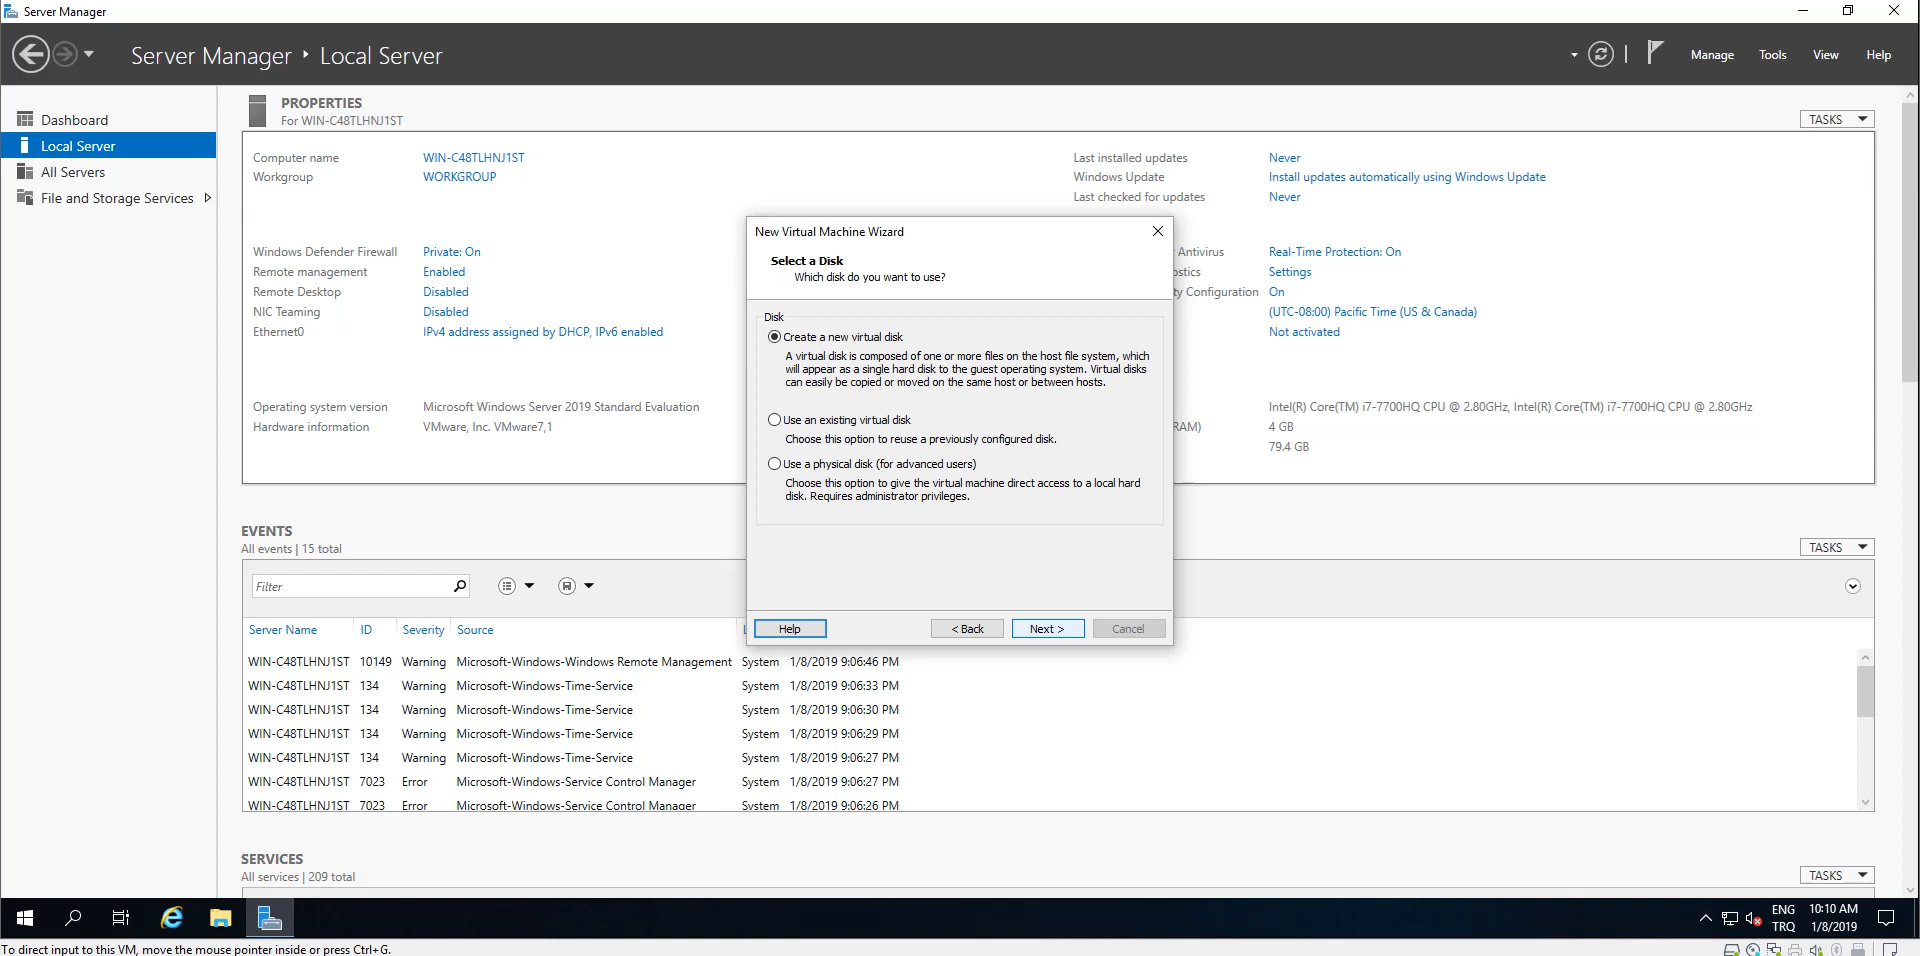 Server Manager
Server Manager ‣ Local Server
Manage Tools View Help
Dashboard
Local Server
All Servers
File and Storage Services
PROPERTIES
For WIN-C48TLHNJ1ST
TASKS
Computer name WIN-C48TLHNJ1ST
Workgroup WORKGROUP
Last installed updates Never
Windows Update Install updates automatically using Windows Update
Last checked for updates Never
Windows Defender Firewall Private: On
Remote management Enabled
Remote Desktop Disabled
NIC Teaming Disabled
Ethernet0 IPv4 address assigned by DHCP, IPv6 enabled
Antivirus Real-Time Protection: On
ostics Settings
ty Configuration On
(UTC-08:00) Pacific Time (US & Canada)
Not activated
Operating system version Microsoft Windows Server 2019 Standard Evaluation
Hardware information VMware, Inc. VMware7,1
Intel(R) Core(TM) i7-7700HQ CPU @ 2.80GHz, Intel(R) Core(TM) i7-7700HQ CPU @ 2.80GHz
RAM) 4 GB
79.4 GB
New Virtual Machine Wizard
Select a Disk
Which disk do you want to use?
Disk
Create a new virtual disk
A virtual disk is composed of one or more files on the host file system, which
will appear as a single hard disk to the guest operating system. Virtual disks
can easily be copied or moved on the same host or between hosts.
Use an existing virtual disk
Choose this option to reuse a previously configured disk.
Use a physical disk (for advanced users)
Choose this option to give the virtual machine direct access to a local hard
disk. Requires administrator privileges.
Help < Back Next > Cancel
EVENTS
All events | 15 total
TASKS
Filter
Server Name ID Severity Source
WIN-C48TLHNJ1ST 10149 Warning Microsoft-Windows-Windows Remote Management System 1/8/2019 9:06:46 PM
WIN-C48TLHNJ1ST 134 Warning Microsoft-Windows-Time-Service System 1/8/2019 9:06:33 PM
WIN-C48TLHNJ1ST 134 Warning Microsoft-Windows-Time-Service System 1/8/2019 9:06:30 PM
WIN-C48TLHNJ1ST 134 Warning Microsoft-Windows-Time-Service System 1/8/2019 9:06:29 PM
WIN-C48TLHNJ1ST 134 Warning Microsoft-Windows-Time-Service System 1/8/2019 9:06:27 PM
WIN-C48TLHNJ1ST 7023 Error Microsoft-Windows-Service Control Manager System 1/8/2019 9:06:27 PM
WIN-C48TLHNJ1ST 7023 Error Microsoft-Windows-Service Control Manager System 1/8/2019 9:06:26 PM
SERVICES
All services | 209 total
TASKS
ENG 10:10 AM
TRQ 1/8/2019
To direct input to this VM, move the mouse pointer inside or press Ctrl+G.